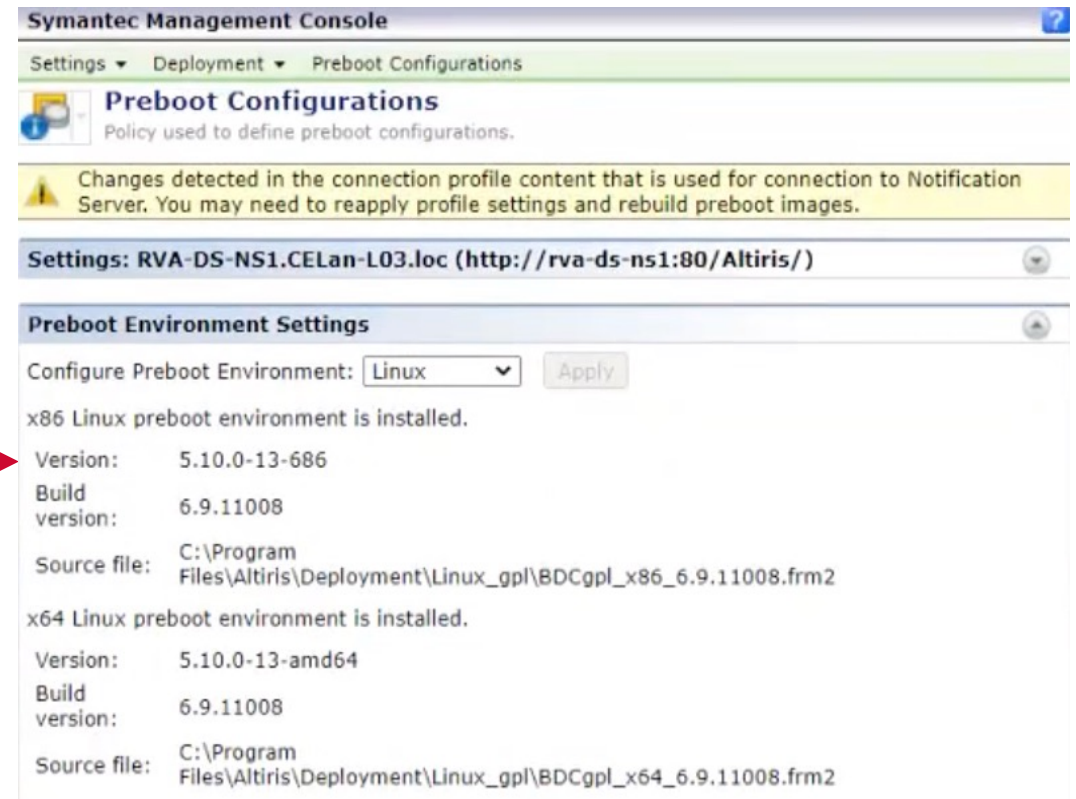 Symantec Management Console
?
Settings Deployment Preboot Configurations
Preboot Configurations
Policy used to define preboot configurations.
Changes detected in the connection profile content that is used for connection to Notification
Server. You may need to reapply profile settings and rebuild preboot images.
Settings: RVA-DS-NS1.CELan-L03.loc (http://rva-ds-ns1:80/Altiris/)
Preboot Environment Settings
Configure Preboot Environment: Linux Apply
x86 Linux preboot environment is installed.
Version: 5.10.0-13-686
Build
version: 6.9.11008
Source file: C:\Program
Files\Altiris\Deployment\Linux_gpl\BDCgpl_x86_6.9.11008.frm2
x64 Linux preboot environment is installed.
Version: 5.10.0-13-amd64
Build
version: 6.9.11008
Source file: C:\Program
Files\Altiris\Deployment\Linux_gpl\BDCgpl_x64_6.9.11008.frm2